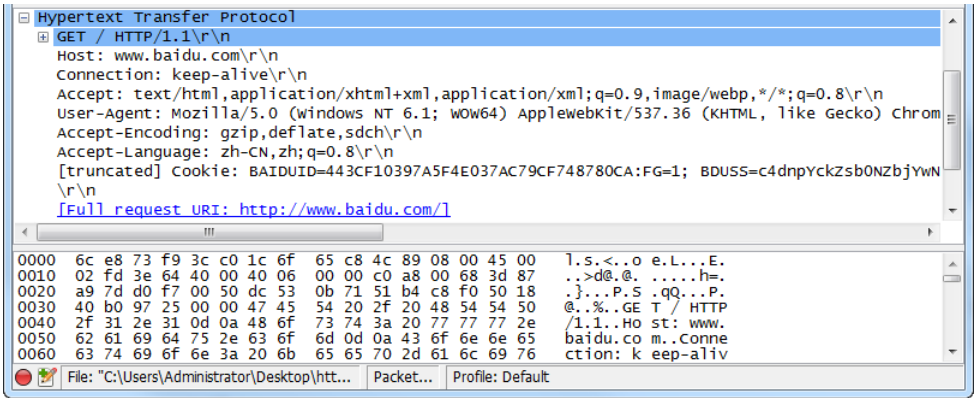 Hypertext Transfer Protocol
GET / HTTP/1.1\r\n
Host: www.baidu.com\r\n
Connection: keep-alive\r\n
Accept: text/html,application/xhtml+xml,application/xml;q=0.9,image/webp,*/*;q=0.8\r\n
User-Agent: Mozilla/5.0 (Windows NT 6.1; WOW64) AppleWebKit/537.36 (KHTML, like Gecko) Chrom
Accept-Encoding: gzip,deflate,sdch\r\n
Accept-Language: zh-CN,zh;q=0.8\r\n
[truncated] Cookie: BAIDUID=443CF10397A5F4E037AC79CF748780CA:FG=1; BDUSS=c4dnpYckZsb0NZbjYwN
\r\n
[Full request URI: http://www.baidu.com/]
0000 6c e8 73 f9 3c c0 1c 6f 65 c8 4c 89 08 00 45 00 l.s.<..o e.L...E.
0010 02 fd 3e 64 40 00 40 06 00 00 c0 a8 00 68 3d 87 ..>d@.@. .....h=.
0020 a9 7d d0 f7 00 50 dc 53 0b 71 51 b4 c8 f0 50 18 .}...P.S .qQ...P.
0030 40 b0 97 25 00 00 47 45 54 20 2f 20 48 54 54 50 @..%..GE T / HTTP
0040 2f 31 2e 31 0d 0a 48 6f 73 74 3a 20 77 77 77 2e /1.1..Ho st: www.
0050 62 61 69 64 75 2e 63 6f 6d 0d 0a 43 6f 6e 6e 65 baidu.co m..Conne
0060 63 74 69 6f 6e 3a 20 6b 65 65 70 2d 61 6c 69 76 ction: k eep-aliv
File: "C:\Users\Administrator\Desktop\htt... Packet... Profile: Default